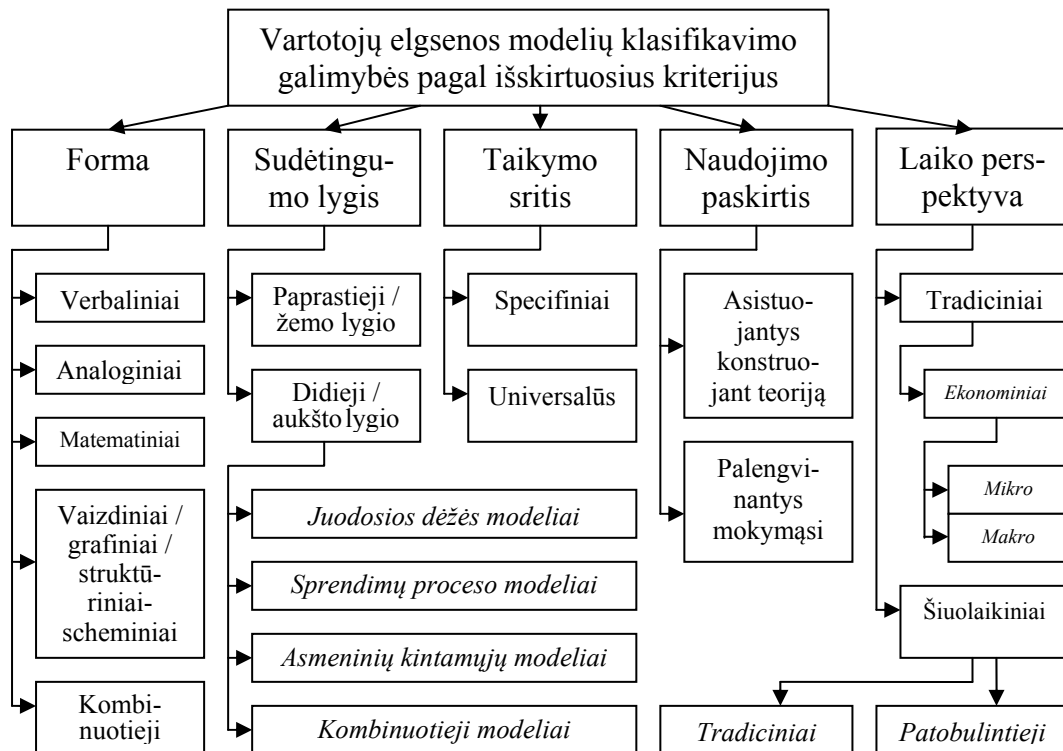 Vartotojų elgsenos modelių klasifikavimo
galimybės pagal išskirtuosius kriterijus
Forma
Sudėtingu-
mo lygis
Taikymo
sritis
Naudojimo
paskirtis
Laiko pers-
pektyva
Verbaliniai
Analoginiai
Matematiniai
Vaizdiniai /
grafiniai /
struktū-
riniai-
scheminiai
Kombi-
nuotieji
Paprastieji /
žemo lygio
Didieji /
aukšto lygio
Juodosios dėžės modeliai
Sprendimų proceso modeliai
Asmeninių kintamųjų modeliai
Kombinuotieji modeliai
Specifiniai
Universalūs
Asistuo-
jantys
konstruo-
jant teoriją
Palengvi-
nantys
mokymąsi
Tradiciniai
Ekonominiai
Mikro
Makro
Šiuolaikiniai
Tradiciniai
Patobulintieji